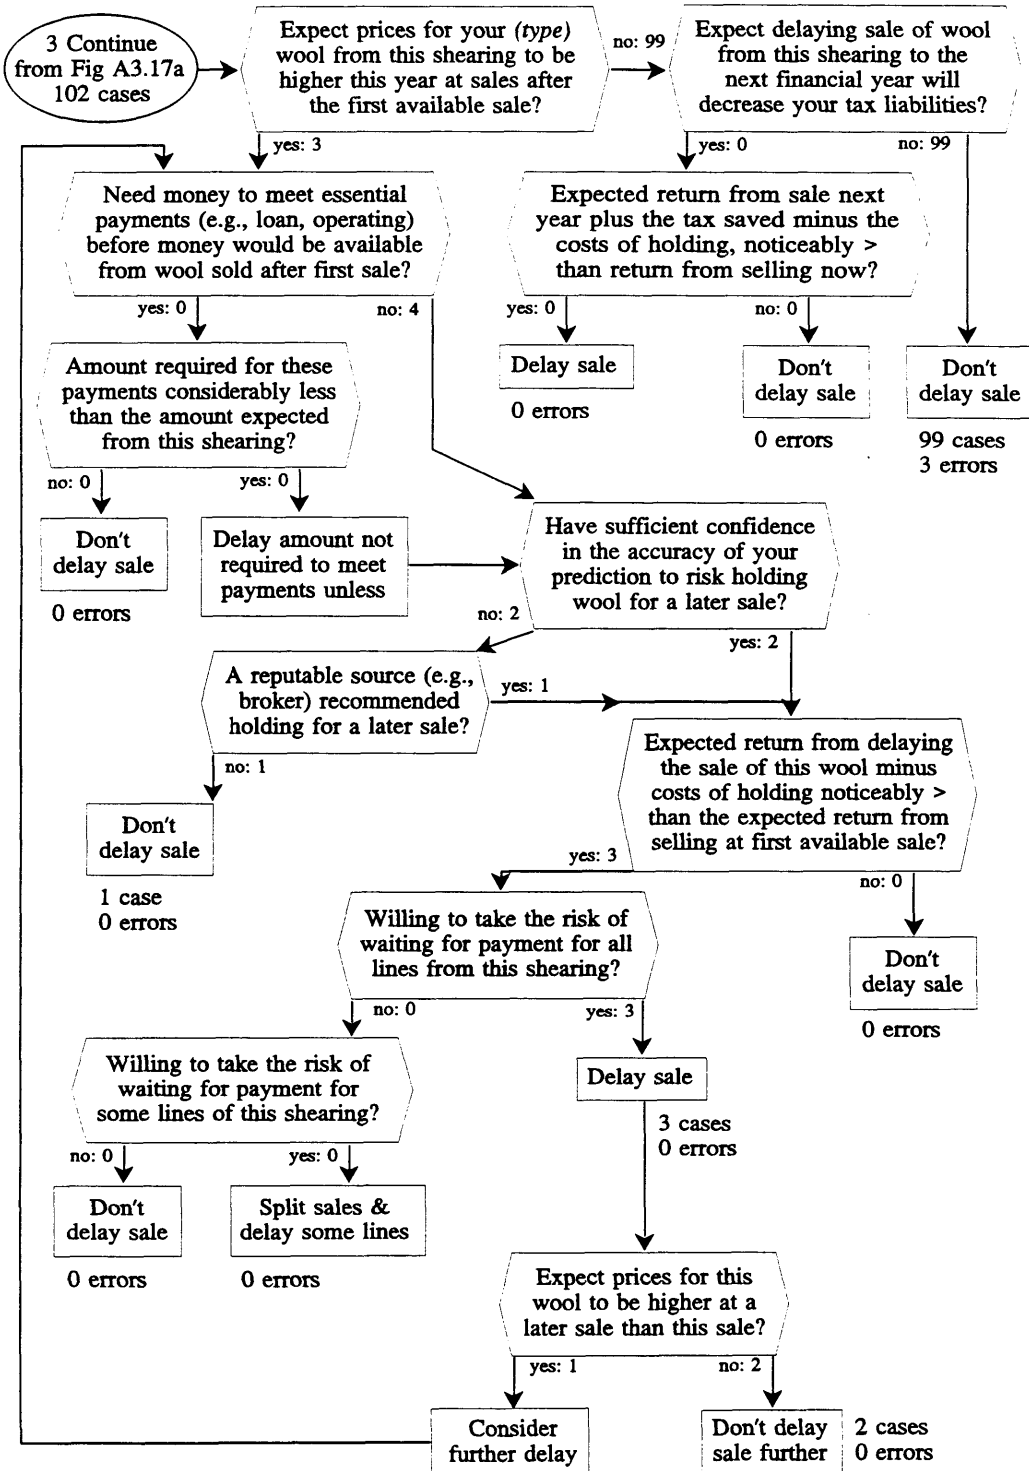 3 Continue
from Fig A3.17a
102 cases
Expect prices for your (type)
wool from this shearing to be
higher this year at sales after
the first available sale?
no: 99
Expect delaying sale of wool
from this shearing to the
next financial year will
decrease your tax liabilities?
yes: 3
yes: 0
no: 99
Need money to meet essential
payments (e.g., loan, operating)
before money would be available
from wool sold after first sale?
Expected return from sale next
year plus the tax saved minus the
costs of holding, noticeably >
than return from selling now?
yes: 0
no: 4
yes: 0
no: 0
Amount required for these
payments considerably less
than the amount expected
from this shearing?
Delay sale
0 errors
Don't
delay sale
0 errors
Don't
delay sale
99 cases
3 errors
no: 0
yes: 0
Don't
delay sale
0 errors
Delay amount not
required to meet
payments unless
Have sufficient confidence
in the accuracy of your
prediction to risk holding
wool for a later sale?
no: 2
yes: 2
A reputable source (e.g.,
broker) recommended
holding for a later sale?
yes: 1
no: 1
Expected return from delaying
the sale of this wool minus
costs of holding noticeably >
than the expected return from
selling at first available sale?
Don't
delay sale
1 case
0 errors
yes: 3
no: 0
Willing to take the risk of
waiting for payment for all
lines from this shearing?
Don't
delay sale
0 errors
no: 0
yes: 3
Willing to take the risk of
waiting for payment for
some lines of this shearing?
Delay sale
3 cases
0 errors
no: 0
yes: 0
Don't
delay sale
0 errors
Split sales &
delay some lines
0 errors
Expect prices for this
wool to be higher at a
later sale than this sale?
yes: 1
no: 2
Consider
further delay
Don't delay
sale further
2 cases
0 errors